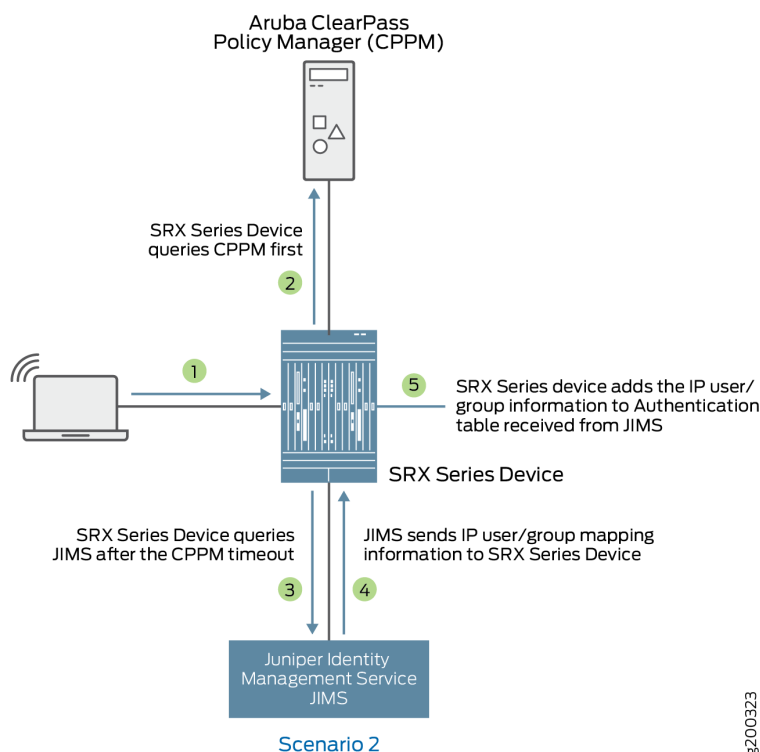 Aruba ClearPass
Policy Manager (CPPM)
SRX Series Device
queries CPPM first
2
1
5
SRX Series device adds the IP user/
group information to Authentication
table received from JIMS
SRX Series Device
SRX Series Device queries
JIMS after the CPPM timeout
JIMS sends IP user/group mapping
information to SRX Series Device
3
4
Juniper Identity
Management Service
JIMS
Scenario 2
g200323